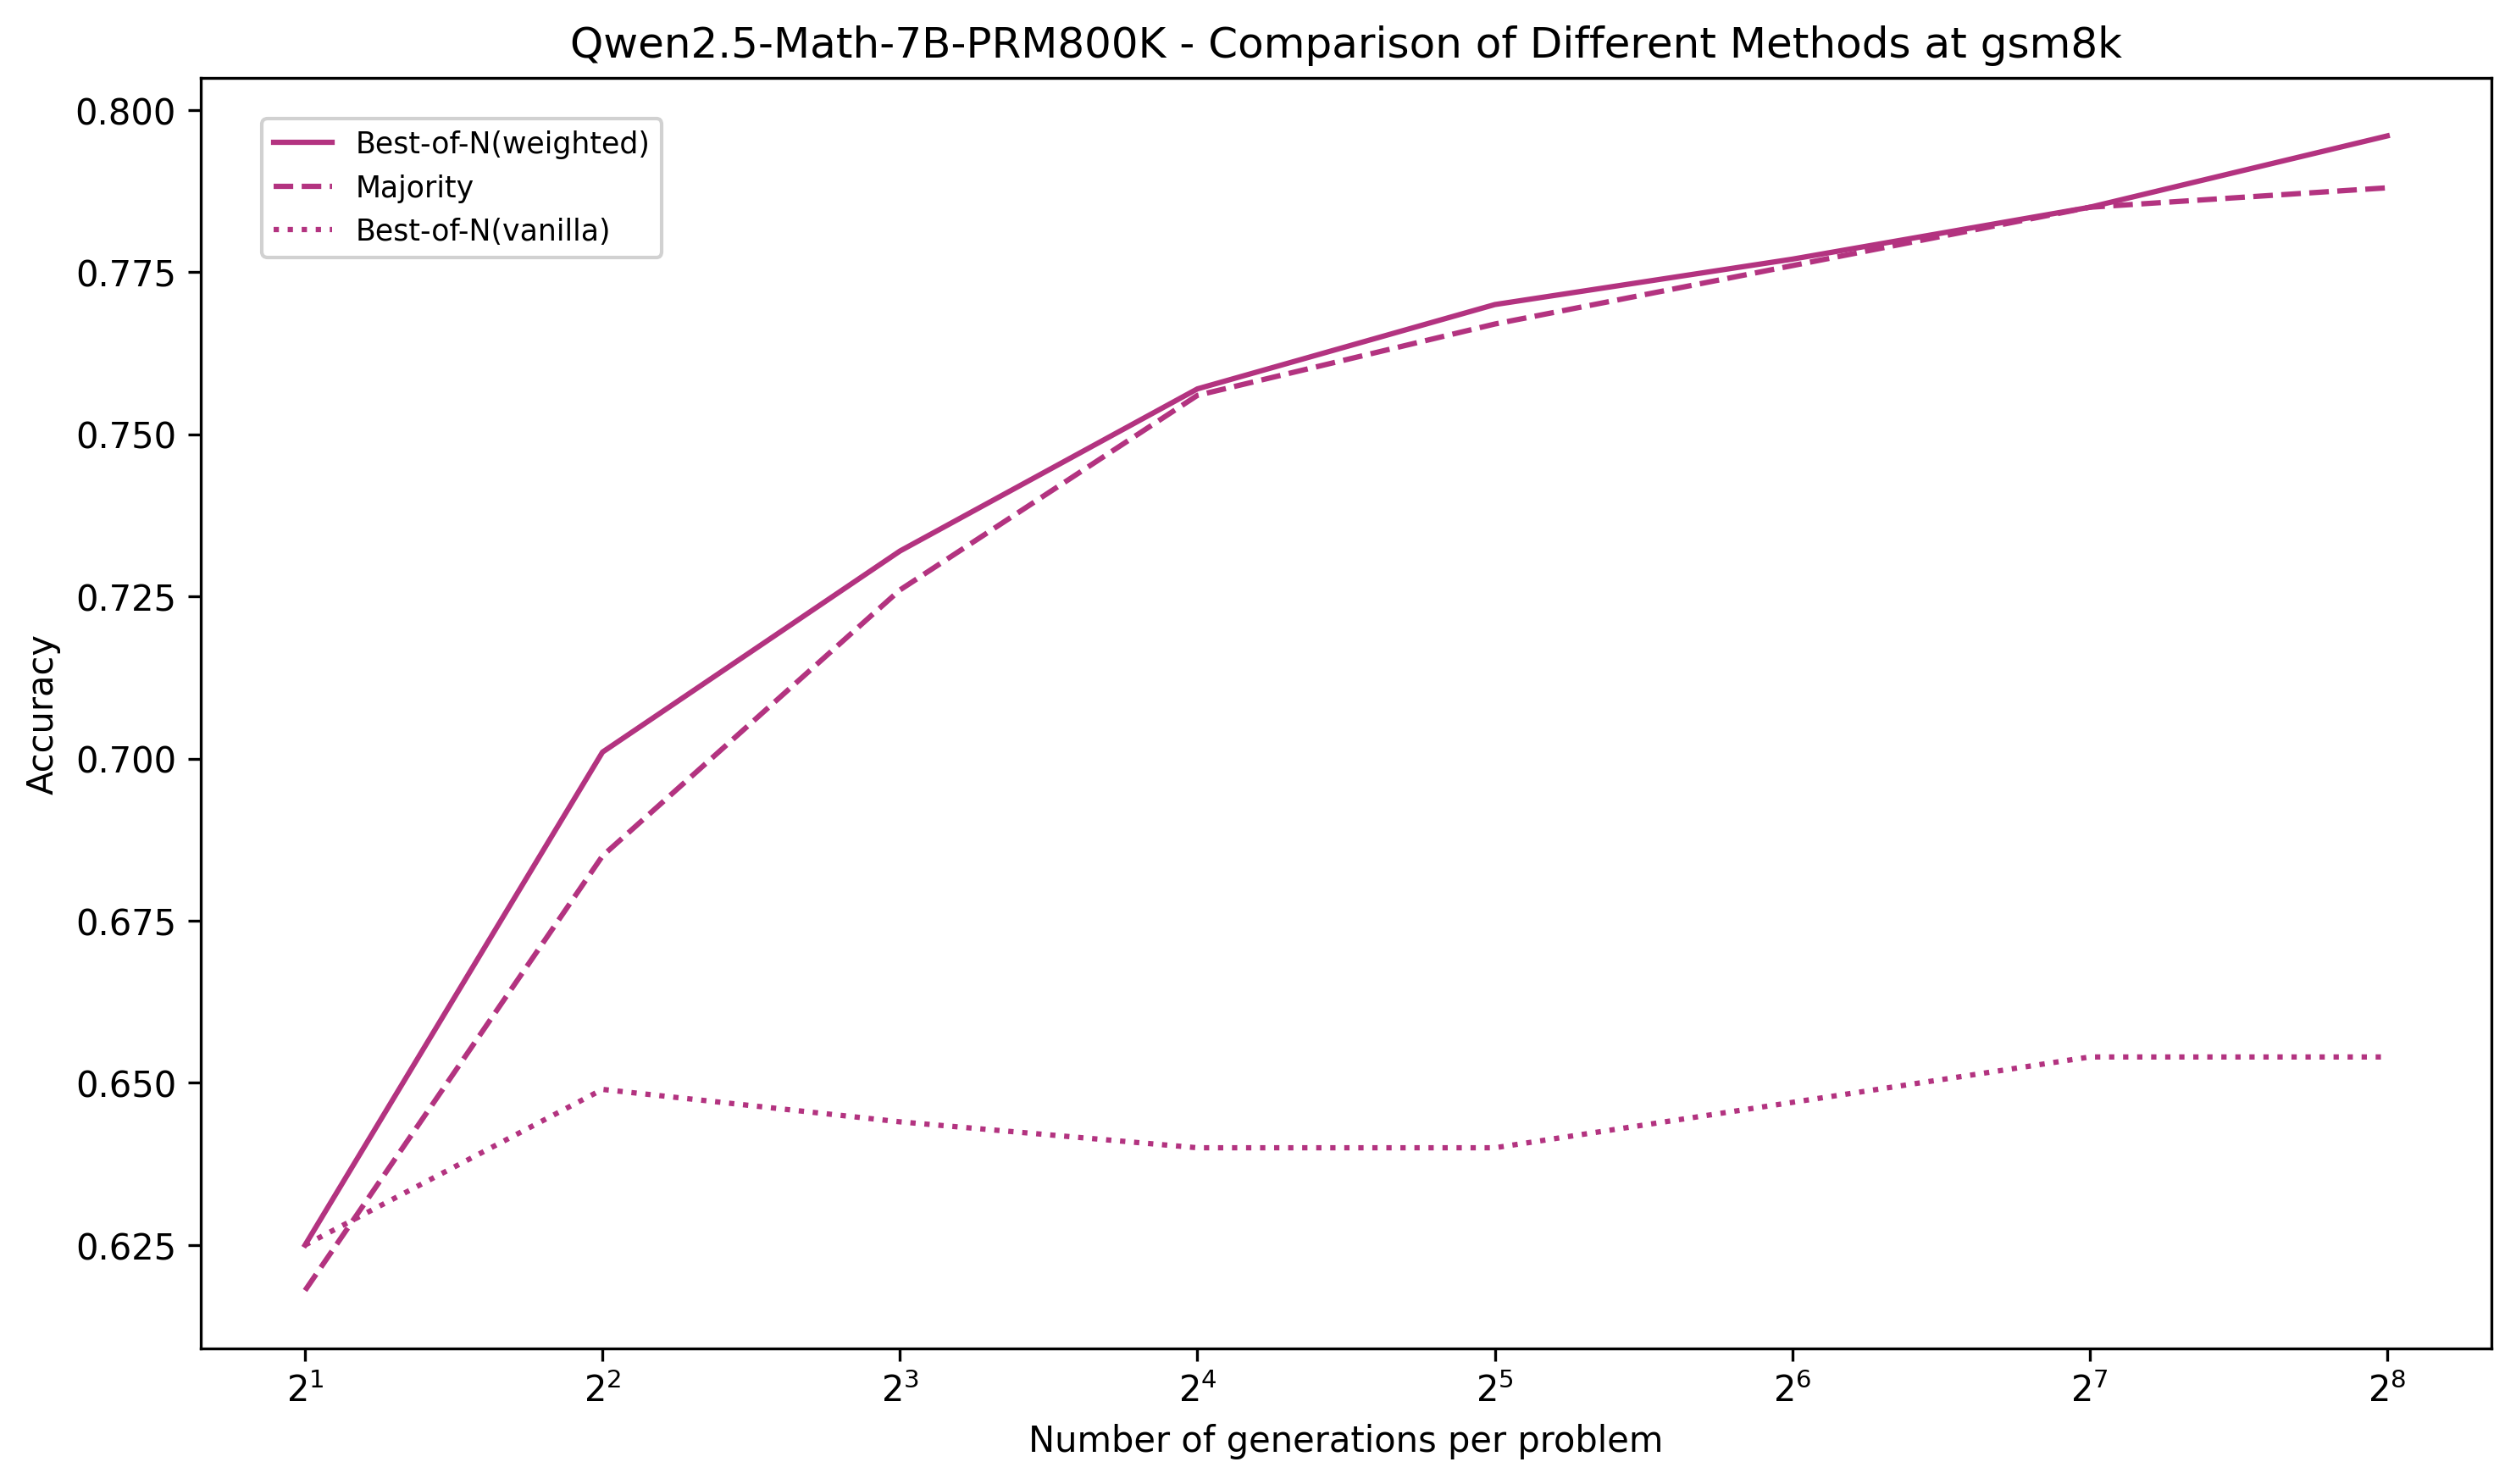 Qwen2.5-Math-7B-PRM800K - Comparison of Different Methods at gsm8k
Best-of-N(weighted)
Majority
Best-of-N(vanilla)
0.800
0.775
0.750
0.725
0.700
0.675
0.650
0.625
Accuracy
2¹ 2² 2³ 2⁴ 2⁵ 2⁶ 2⁷ 2⁸
Number of generations per problem